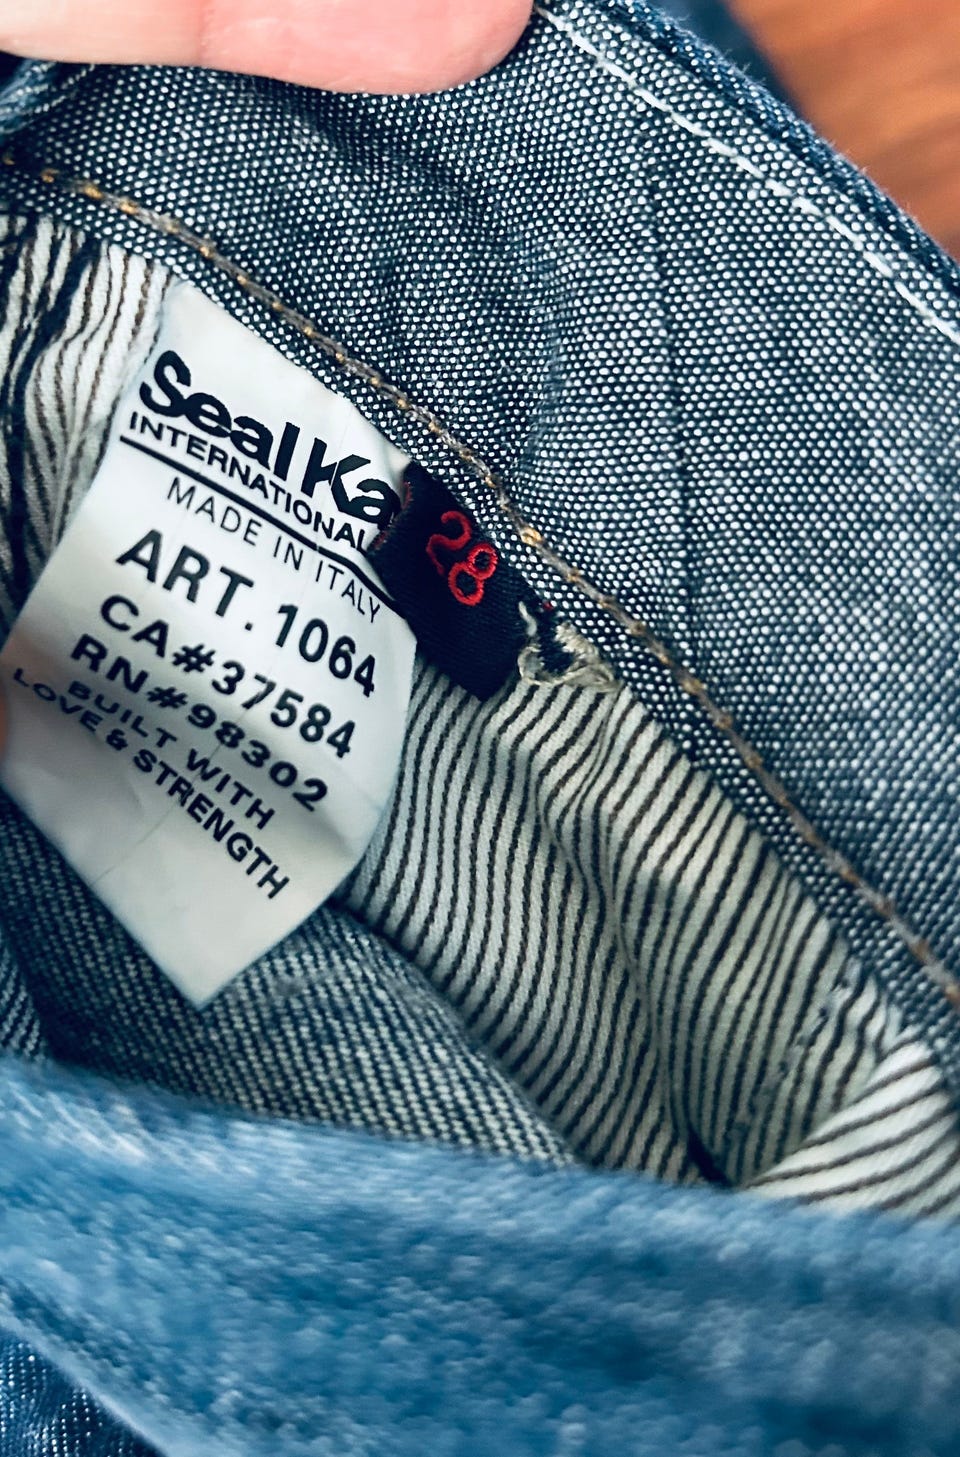 Seal Ka
INTERNATIONAL
MADE IN ITALY
ART. 1064
CA#37584
RN#98302
BUILT WITH
LOVE & STRENGTH
28